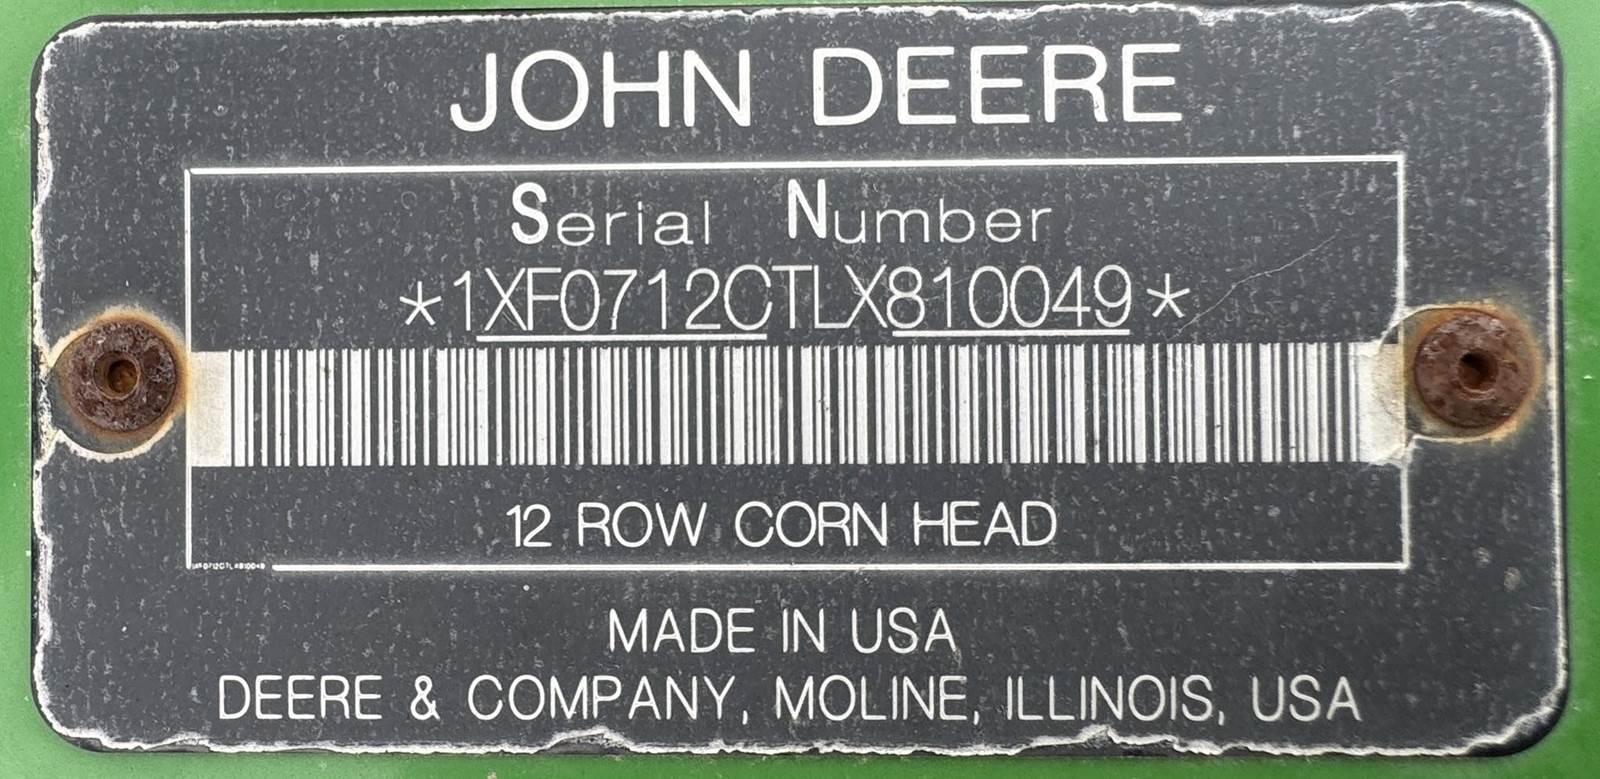 JOHN DEERE
Serial Number
*1XF0712CTLX810049*
12 ROW CORN HEAD
MADE IN USA
DEERE & COMPANY, MOLINE, ILLINOIS, USA